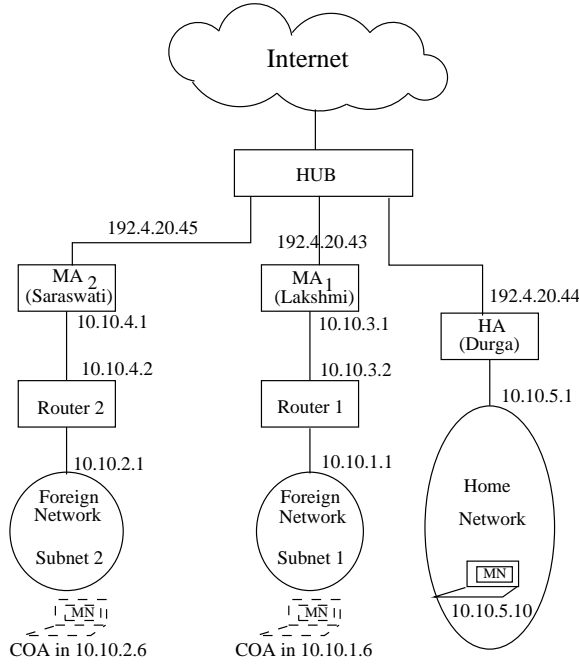 Internet
HUB
192.4.20.45
192.4.20.43
192.4.20.44
MA 2
(Saraswati)
MA 1
(Lakshmi)
HA
(Durga)
10.10.4.1
10.10.3.1
10.10.5.1
10.10.4.2
10.10.3.2
Router 2
Router 1
10.10.2.1
10.10.1.1
Foreign
Network
Subnet 2
Foreign
Network
Subnet 1
Home
Network
MN
10.10.5.10
MN
COA in 10.10.2.6
MN
COA in 10.10.1.6